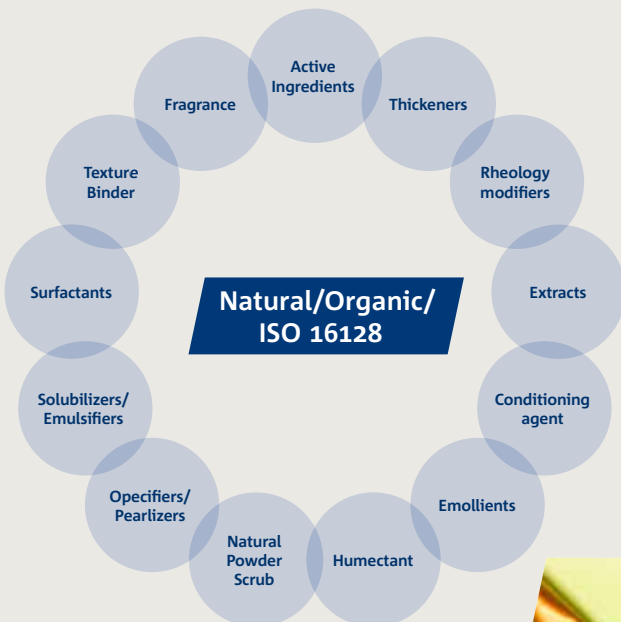 Active
Ingredients
Thickeners
Rheology
modifiers
Extracts
Conditioning
agent
Emollients
Humectant
Natural
Powder
Scrub
Opecifiers/
Pearlizers
Solubilizers/
Emulsifiers
Surfactants
Texture
Binder
Fragrance
Natural/Organic/
ISO 16128